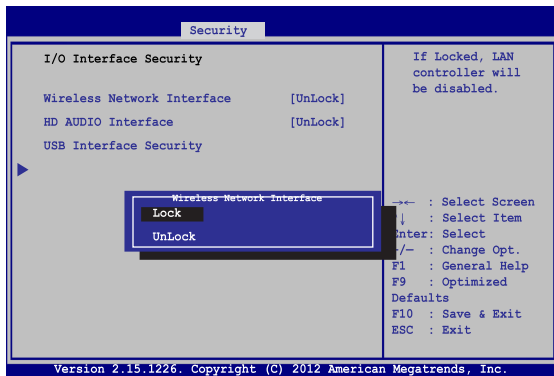 Security
I/O Interface Security
Wireless Network Interface [UnLock]
HD AUDIO Interface [UnLock]
USB Interface Security
Wireless Network Interface
Lock
UnLock
If Locked, LAN
controller will
be disabled.
→← : Select Screen
↓ : Select Item
Enter: Select
+/— : Change Opt.
F1 : General Help
F9 : Optimized
Defaults
F10 : Save & Exit
ESC : Exit
Version 2.15.1226. Copyright (C) 2012 American Megatrends, Inc.